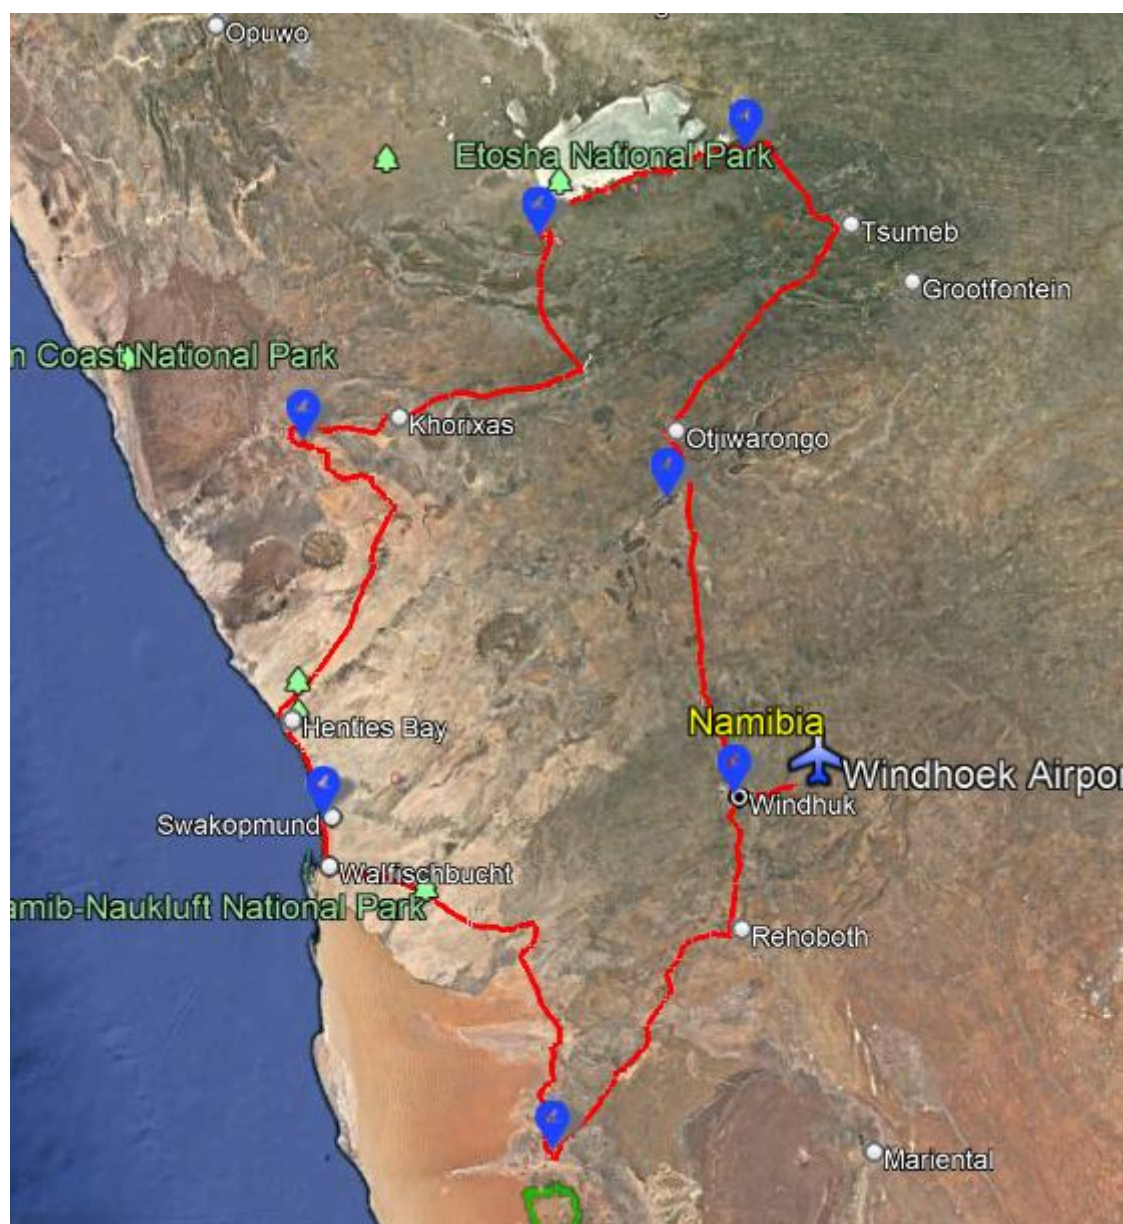 Opuwo
Etosha National Park
Tsumeb
Grootfontein
n Coast National Park
Khorixas
Otjiwarongo
Namibia
Henties Bay
Windhoek Airpor
Windhuk
Swakopmund
Walfischbucht
amib-Naukluft National Park
Rehoboth
Mariental